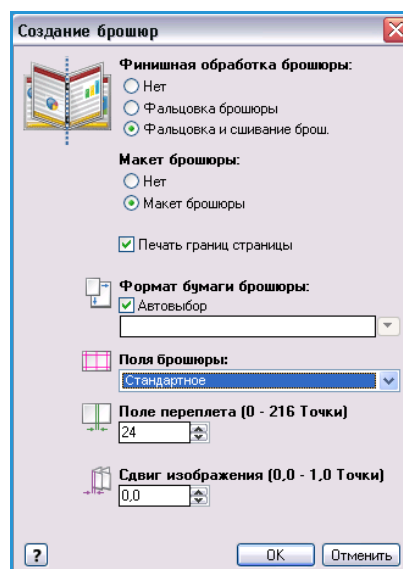 Создание брошюр
Финишная обработка брошюры:
Нет
Фальцовка брошюры
Фальцовка и сшивание брош.
Макет брошюры:
Нет
Макет брошюры
Печать границ страницы
Формат бумаги брошюры:
Автовыбор
Поля брошюры:
Стандартное
Поле переплета (0 - 216 Точки)
24
Сдвиг изображения (0,0 - 1,0 Точки)
0,0
?
OK
Отменить